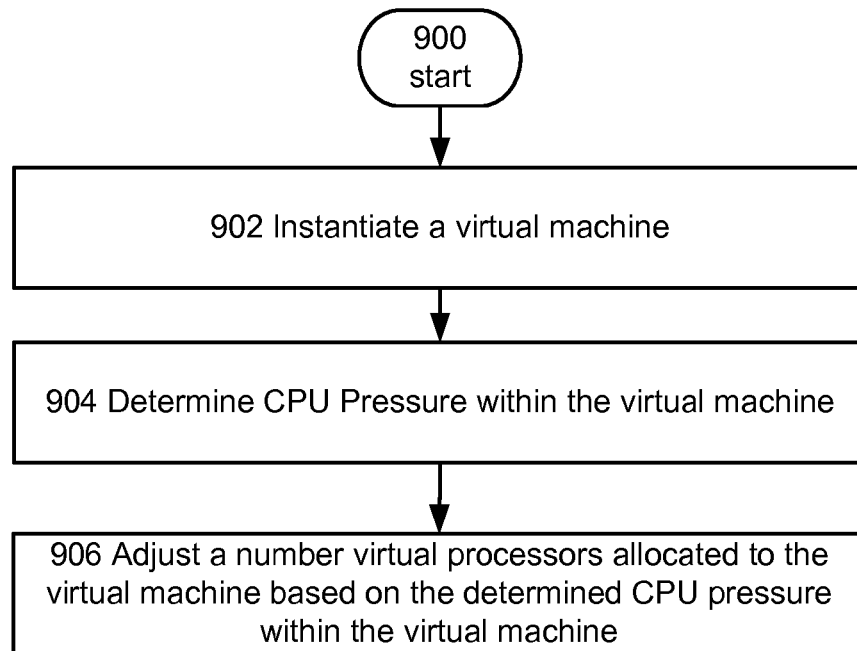 900
start
902 Instantiate a virtual machine
904 Determine CPU Pressure within the virtual machine
906 Adjust a number virtual processors allocated to the
virtual machine based on the determined CPU pressure
within the virtual machine